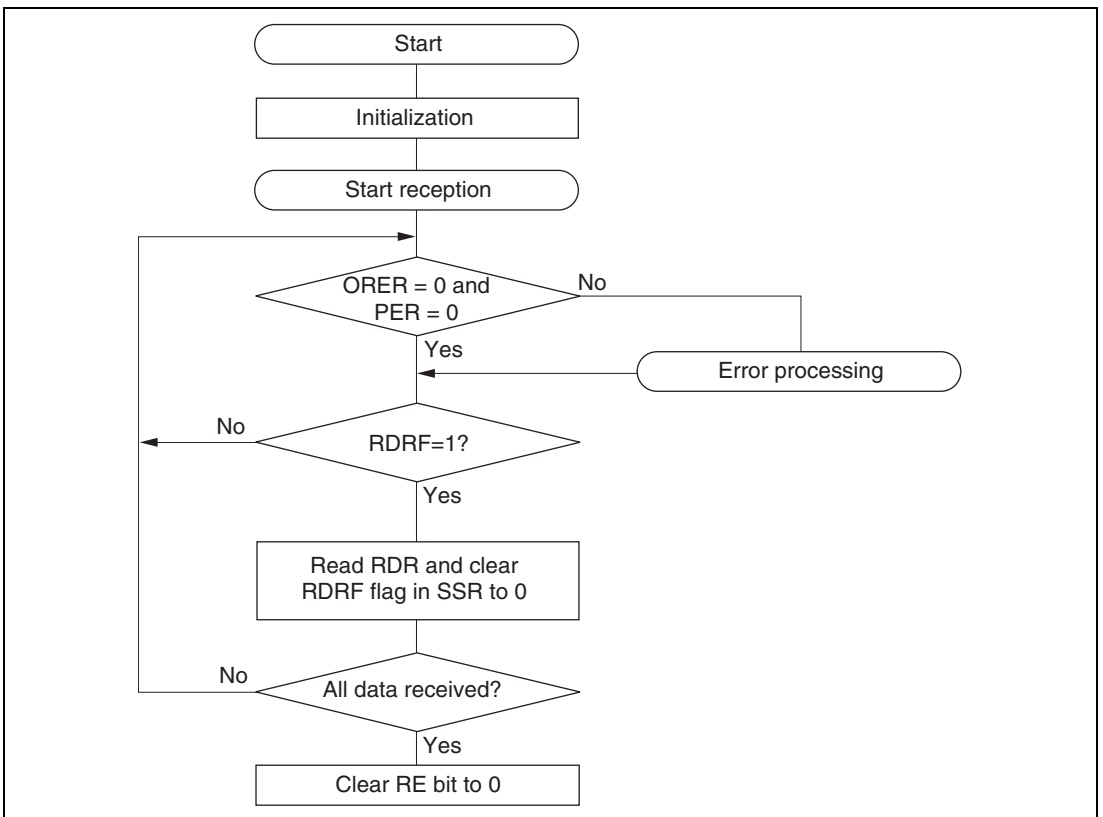 Start
Initialization
Start reception
ORER = 0 and
PER = 0
No
Yes
Error processing
No
RDRF=1?
Yes
Read RDR and clear
RDRF flag in SSR to 0
No
All data received?
Yes
Clear RE bit to 0